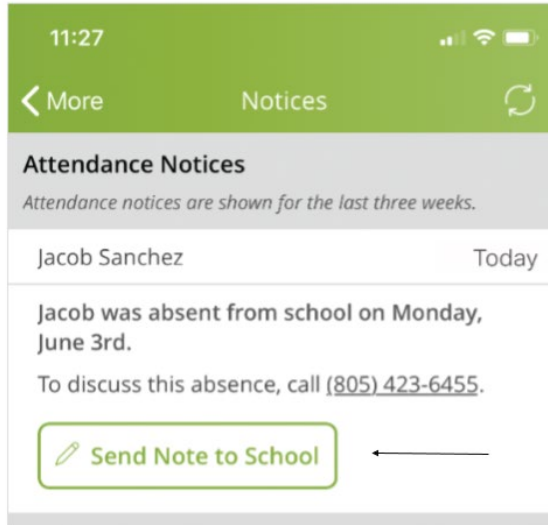 11:27
More
Notices
Attendance Notices
Attendance notices are shown for the last three weeks.
Jacob Sanchez
Today
Jacob was absent from school on Monday,
June 3rd.
To discuss this absence, call (805) 423-6455.
Send Note to School